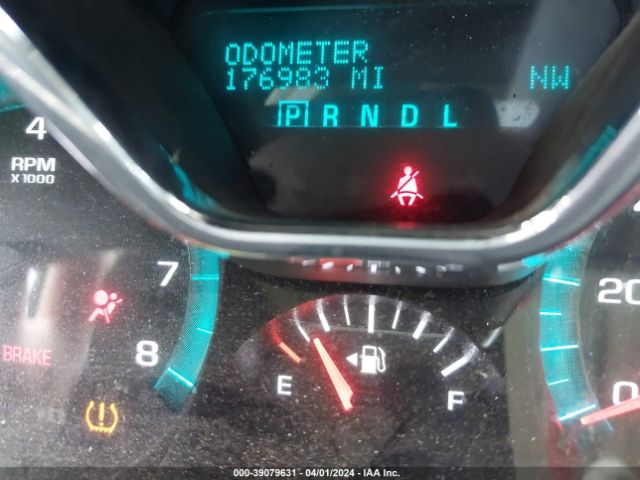 ODOMETER
176983 MI NW
P R N D L
4
RPM
X 1000
7
8
BRAKE
E F
20
0
000-39079631 - 04/01/2024 - IAA Inc.